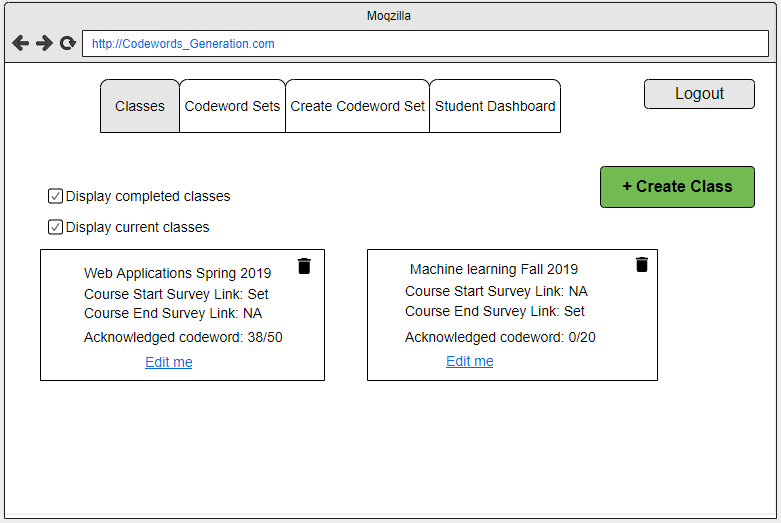 Moqzilla
http://Codewords_Generation.com
Classes
Codeword Sets
Create Codeword Set
Student Dashboard
Logout
+ Create Class
Display completed classes
Display current classes
Web Applications Spring 2019
Course Start Survey Link: Set
Course End Survey Link: NA
Acknowledged codeword: 38/50
Edit me
Machine learning Fall 2019
Course Start Survey Link: NA
Course End Survey Link: Set
Acknowledged codeword: 0/20
Edit me